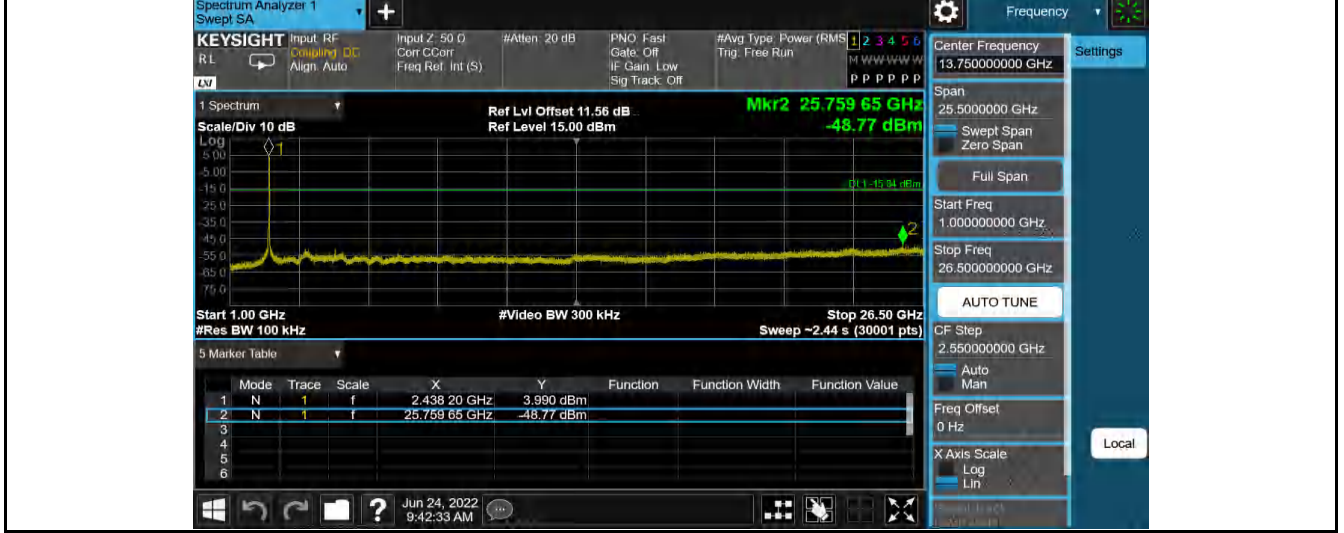 Spectrum Analyzer 1
Swept SA
+
Frequency
KEYSIGHT
Input: RF
Coupling: DC
Align: Auto
Input Z: 50 Ω
Corr CCorr
Freq Ref: Int (S)
#Atten: 20 dB
PNO: Fast
Gate: Off
IF Gain: Low
Sig Track: Off
#Avg Type: Power (RMS
Trig: Free Run
1 2 3 4 5 6
M W W W W W
P P P P P P
R L
LXI
1 Spectrum
Scale/Div 10 dB
Log
Ref Lvl Offset 11.56 dB
Ref Level 15.00 dBm
Mkr2 25.759 65 GHz
-48.77 dBm
1
5.00
-5.00
-15.0
-25.0
-35.0
-45.0
-55.0
-65.0
-75.0
DL1 -15.84 dBm
2
Start 1.00 GHz
#Video BW 300 kHz
Stop 26.50 GHz
#Res BW 100 kHz
Sweep ~2.44 s (30001 pts)
5 Marker Table
Mode Trace Scale X Y Function Function Width Function Value
1 N 1 f 2.438 20 GHz 3.990 dBm
2 N 1 f 25.759 65 GHz -48.77 dBm
3
4
5
6
?
Jun 24, 2022
9:42:33 AM
Center Frequency
13.750000000 GHz
Settings
Span
25.5000000 GHz
Swept Span
Zero Span
Full Span
Start Freq
1.000000000 GHz
Stop Freq
26.500000000 GHz
AUTO TUNE
CF Step
2.550000000 GHz
Auto
Man
Freq Offset
0 Hz
X Axis Scale
Log
Lin
Local